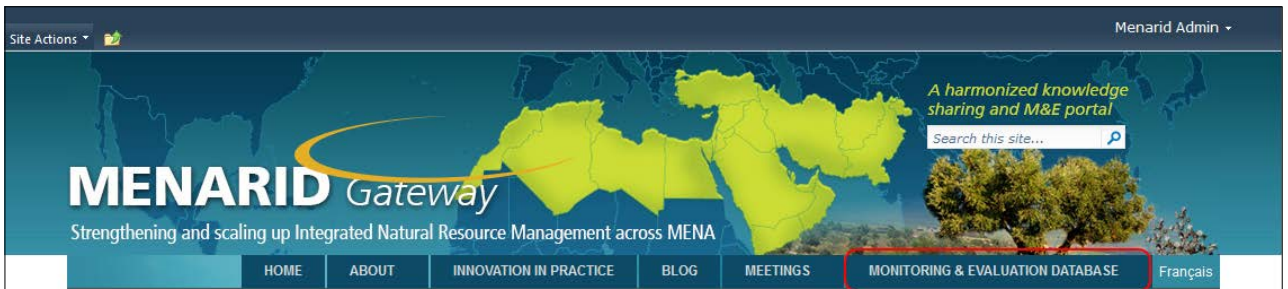 Menarid Admin
Site Actions
A harmonized knowledge
sharing and M&E portal
Search this site...
MENARID Gateway
Strengthening and scaling up Integrated Natural Resource Management across MENA
HOME ABOUT INNOVATION IN PRACTICE BLOG MEETINGS MONITORING & EVALUATION DATABASE Français